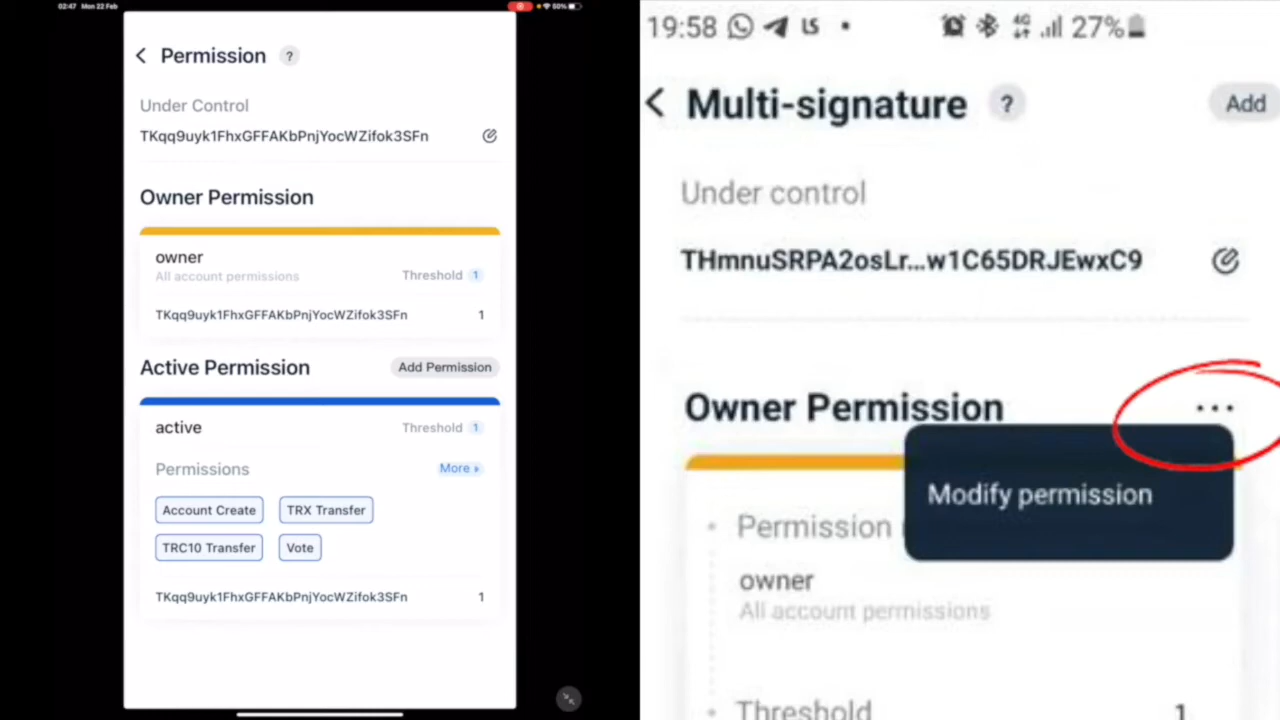 02:47 Mon 22 Feb
50%
Permission ?
Under Control
TKqq9uyk1FhxGFFAKbPnjYocWZifok3SFn
Owner Permission
owner
All account permissions
Threshold 1
TKqq9uyk1FhxGFFAKbPnjYocWZifok3SFn 1
Active Permission Add Permission
active Threshold 1
Permissions More »
Account Create TRX Transfer
TRC10 Transfer Vote
TKqq9uyk1FhxGFFAKbPnjYocWZifok3SFn 1
19:58 LS 4G 27%
Multi-signature ? Add
Under control
THmnuSRPA2osLr...w1C65DRJEwxC9
Owner Permission ...
Modify permission
Permission
owner
All account permissions
Threshold 1